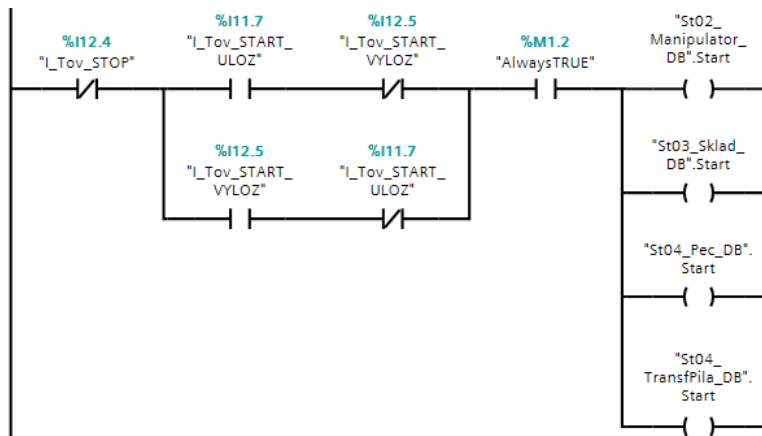 %I12.4
"I_Tov_STOP"
%I11.7
"I_Tov_START_
ULOZ"
%I12.5
"I_Tov_START_
VYLOZ"
%M1.2
"AlwaysTRUE"
"St02_
Manipulator_
DB".Start
%I12.5
"I_Tov_START_
VYLOZ"
%I11.7
"I_Tov_START_
ULOZ"
"St03_Sklad_
DB".Start
"St04_Pec_DB".
Start
"St04_
TransfPila_DB".
Start